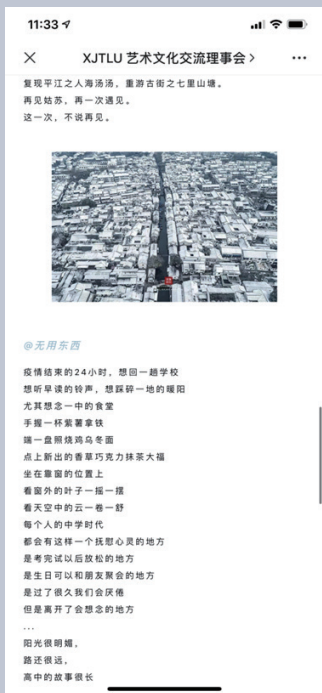 11:33
XJTLU 艺术文化交流理事会 >
复现平江之人海汤汤，重游古街之七里山塘。
再见姑苏，再一次遇见。
这一次，不说再见。
@无用东西
疫情结束的24小时，想回一趟学校
想听早读的铃声，想踩碎一地的暖阳
尤其想念一中的食堂
手握一杯紫薯拿铁
端一盘照烧鸡乌冬面
点上新出的香草巧克力抹茶大福
坐在靠窗的位置上
看窗外的叶子一摇一摆
看天空中的云一卷一舒
每个人的中学时代
都会有这样一个抚慰心灵的地方
是考完试以后放松的地方
是生日可以和朋友聚会的地方
是过了很久我们会厌倦
但是离开了会想念的地方
...
阳光很明媚，
路还很远，
高中的故事很长